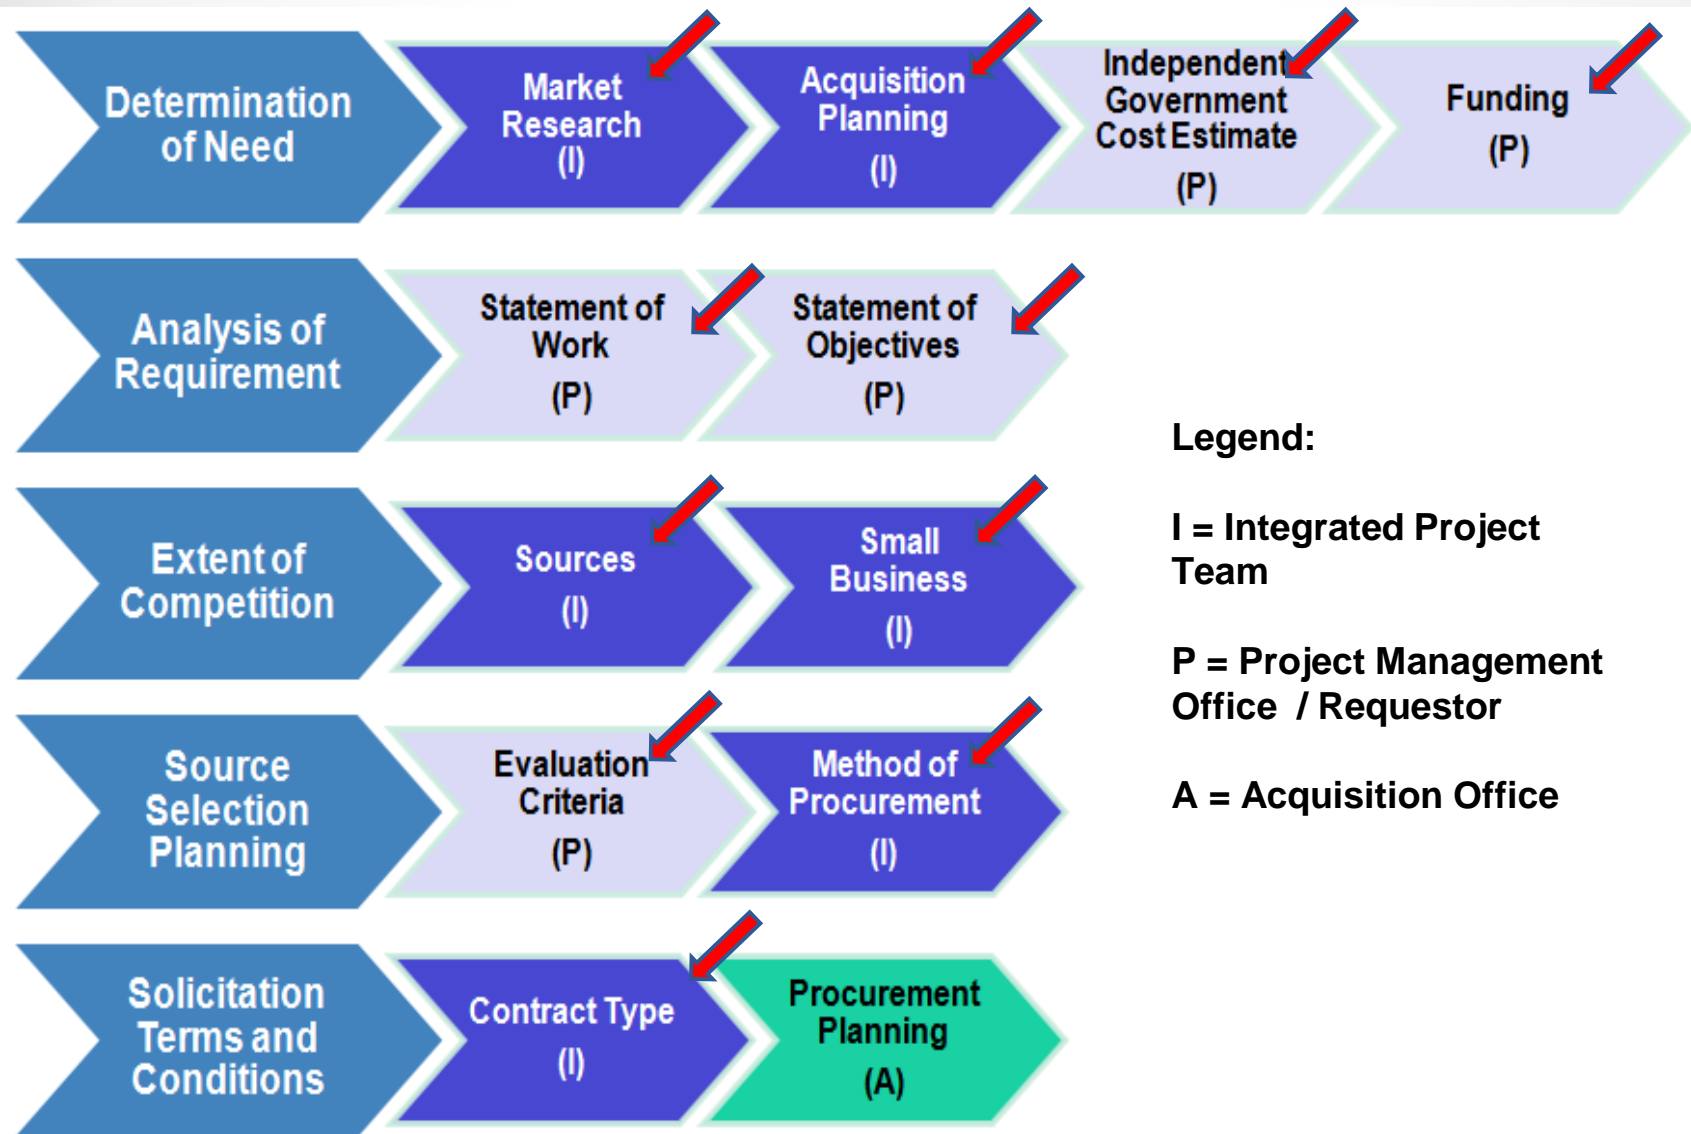 Determination
of Need
Market
Research
(I)
Acquisition
Planning
(I)
Independent
Government
Cost Estimate
(P)
Funding
(P)
Analysis of
Requirement
Statement of
Work
(P)
Statement of
Objectives
(P)
Extent of
Competition
Sources
(I)
Small
Business
(I)
Source
Selection
Planning
Evaluation
Criteria
(P)
Method of
Procurement
(I)
Solicitation
Terms and
Conditions
Contract Type
(I)
Procurement
Planning
(A)
Legend:
I = Integrated Project
Team
P = Project Management
Office / Requestor
A = Acquisition Office